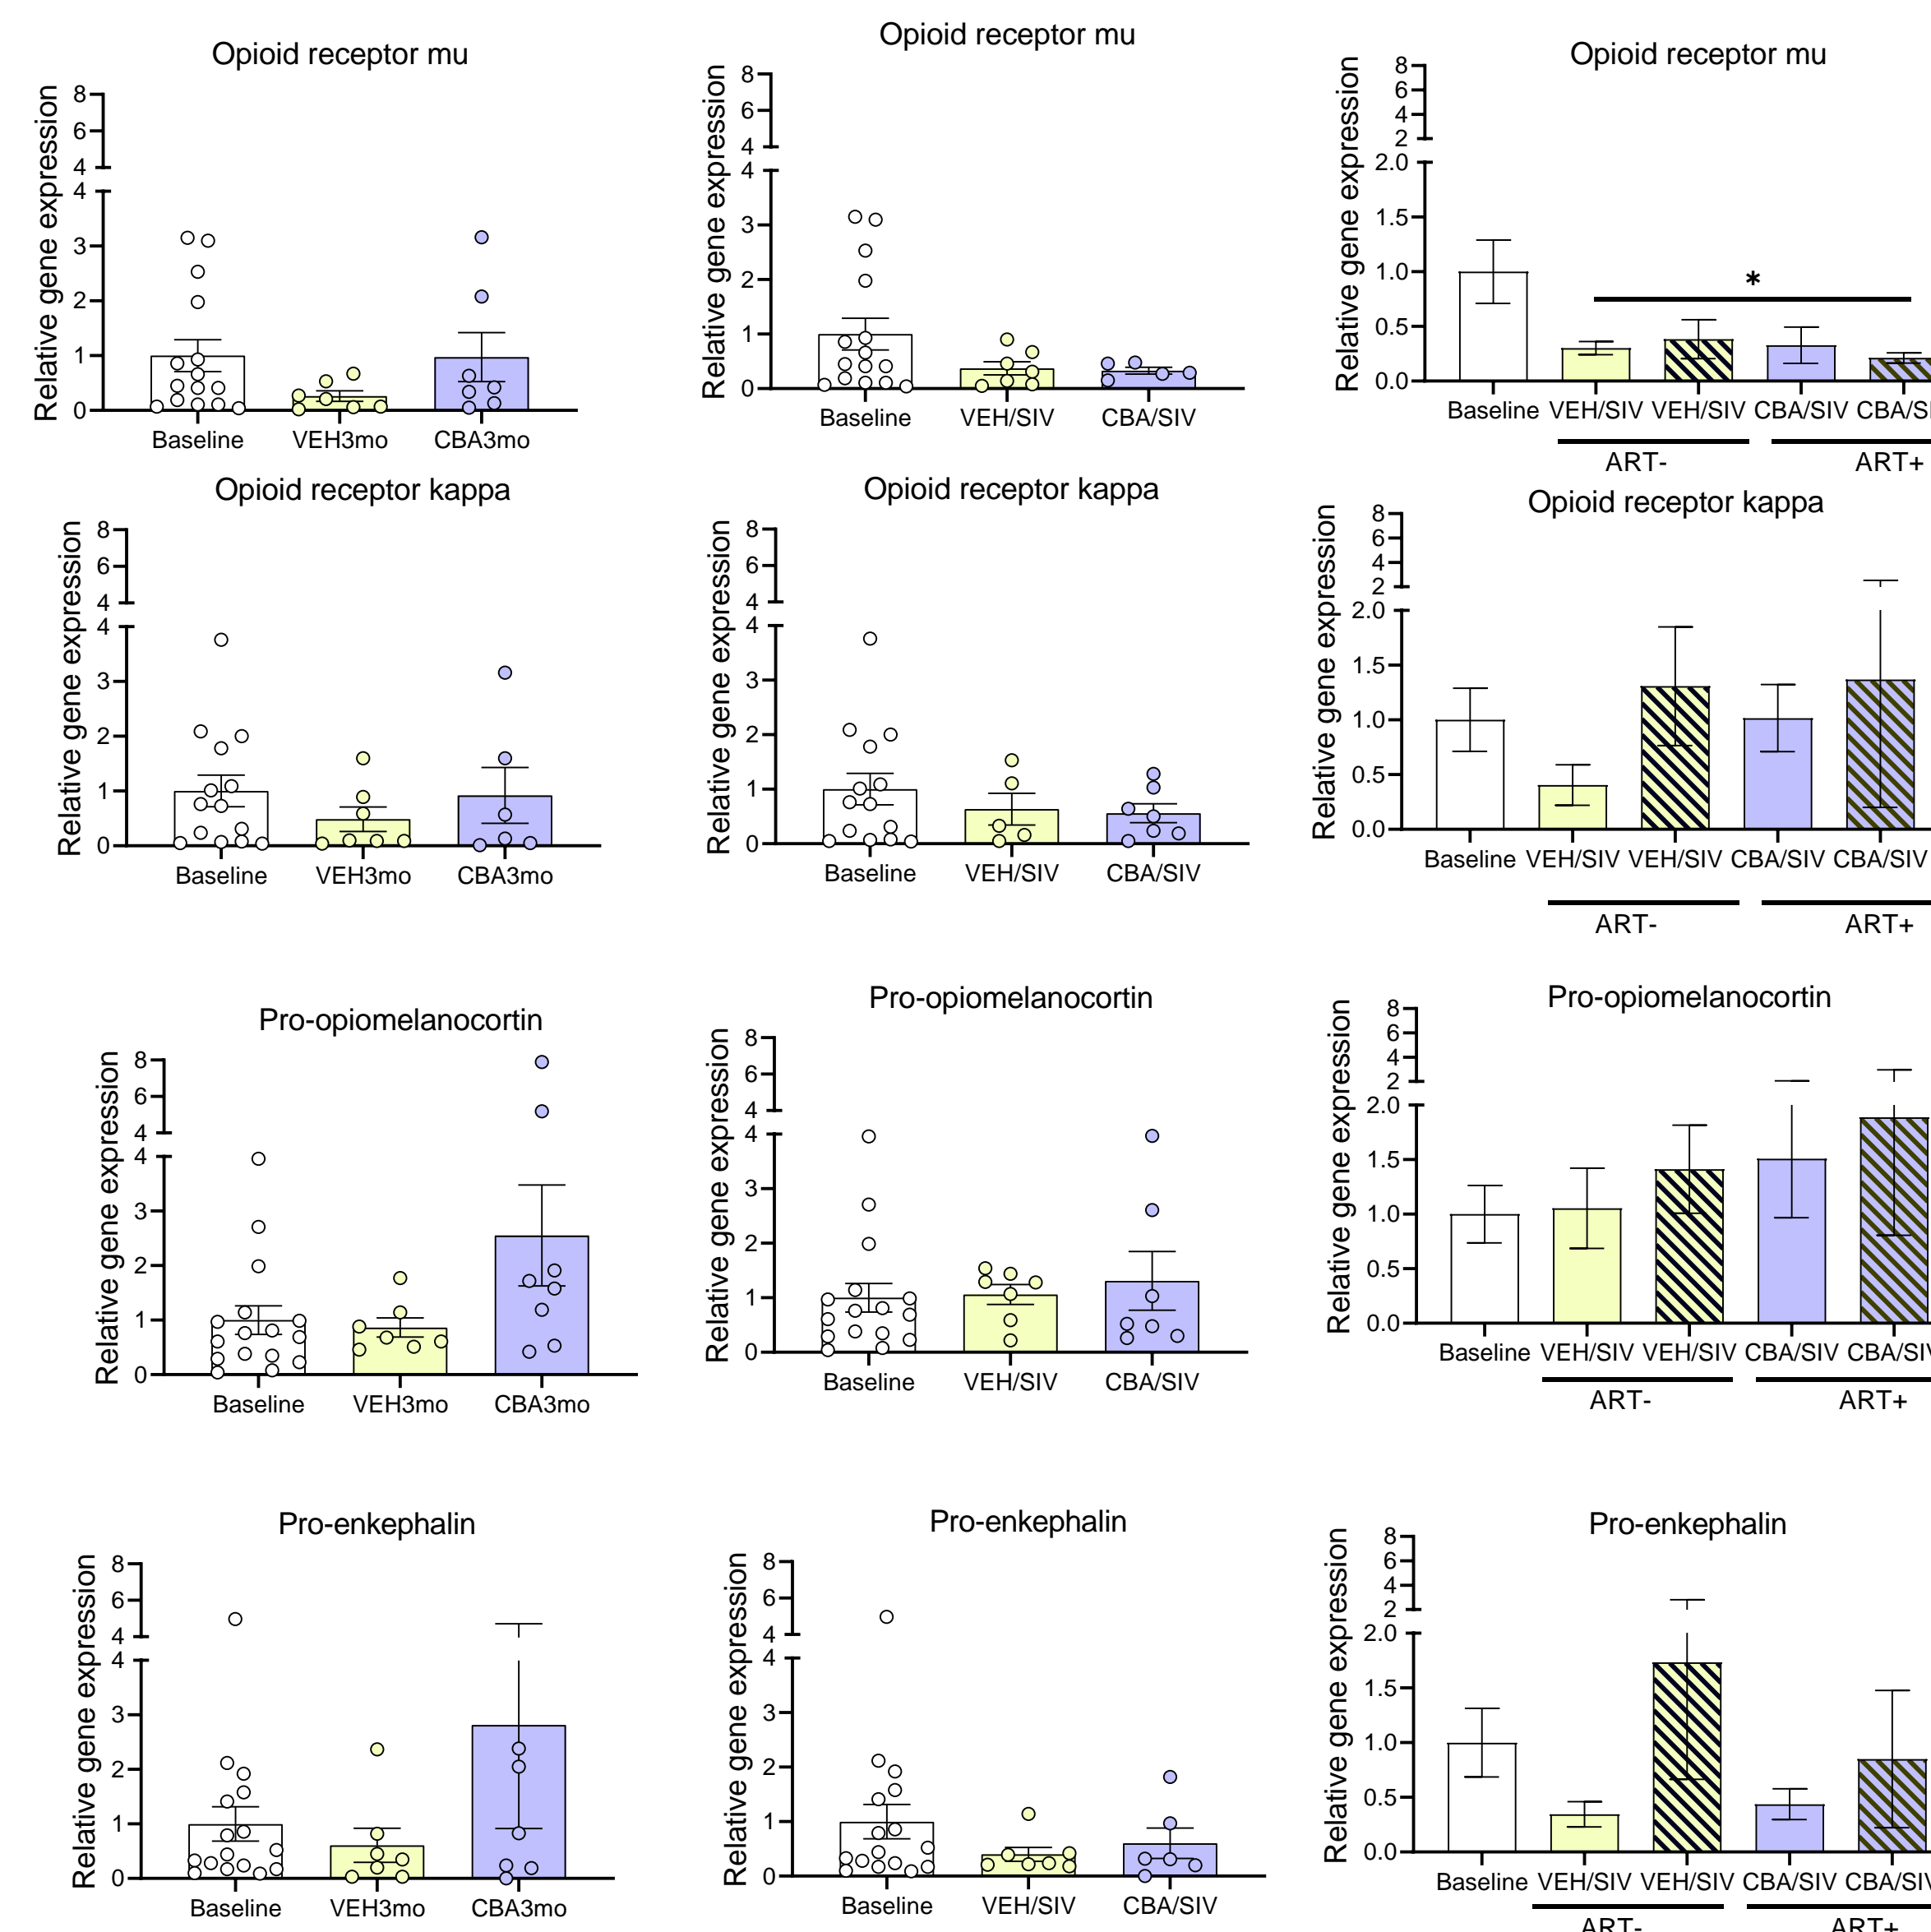 Opioid receptor mu
Relative gene expression
8
6
4
4
3
2
1
0
Baseline VEH3mo CBA3mo
Opioid receptor mu
Relative gene expression
8
6
4
4
3
2
1
0
Baseline VEH/SIV CBA/SIV
Opioid receptor mu
Relative gene expression
8
6
4
2
2.0
1.5
1.0
0.5
0.0
*
Baseline VEH/SIV VEH/SIV CBA/SIV CBA/SI
ART- ART+
Opioid receptor kappa
Relative gene expression
8
6
4
4
3
2
1
0
Baseline VEH3mo CBA3mo
Opioid receptor kappa
Relative gene expression
8
6
4
4
3
2
1
0
Baseline VEH/SIV CBA/SIV
Opioid receptor kappa
Relative gene expression
8
6
4
2
2.0
1.5
1.0
0.5
0.0
Baseline VEH/SIV VEH/SIV CBA/SIV CBA/SIV
ART- ART+
Pro-opiomelanocortin
Relative gene expression
8
6
4
4
3
2
1
0
Baseline VEH3mo CBA3mo
Pro-opiomelanocortin
Relative gene expression
8
6
4
4
3
2
1
0
Baseline VEH/SIV CBA/SIV
Pro-opiomelanocortin
Relative gene expression
8
6
4
2
2.0
1.5
1.0
0.5
0.0
Baseline VEH/SIV VEH/SIV CBA/SIV CBA/SIV
ART- ART+
Pro-enkephalin
Relative gene expression
8
6
4
4
3
2
1
0
Baseline VEH3mo CBA3mo
Pro-enkephalin
Relative gene expression
8
6
4
4
3
2
1
0
Baseline VEH/SIV CBA/SIV
Pro-enkephalin
Relative gene expression
8
6
4
2
2.0
1.5
1.0
0.5
0.0
Baseline VEH/SIV VEH/SIV CBA/SIV CBA/SIV
ART- ART+